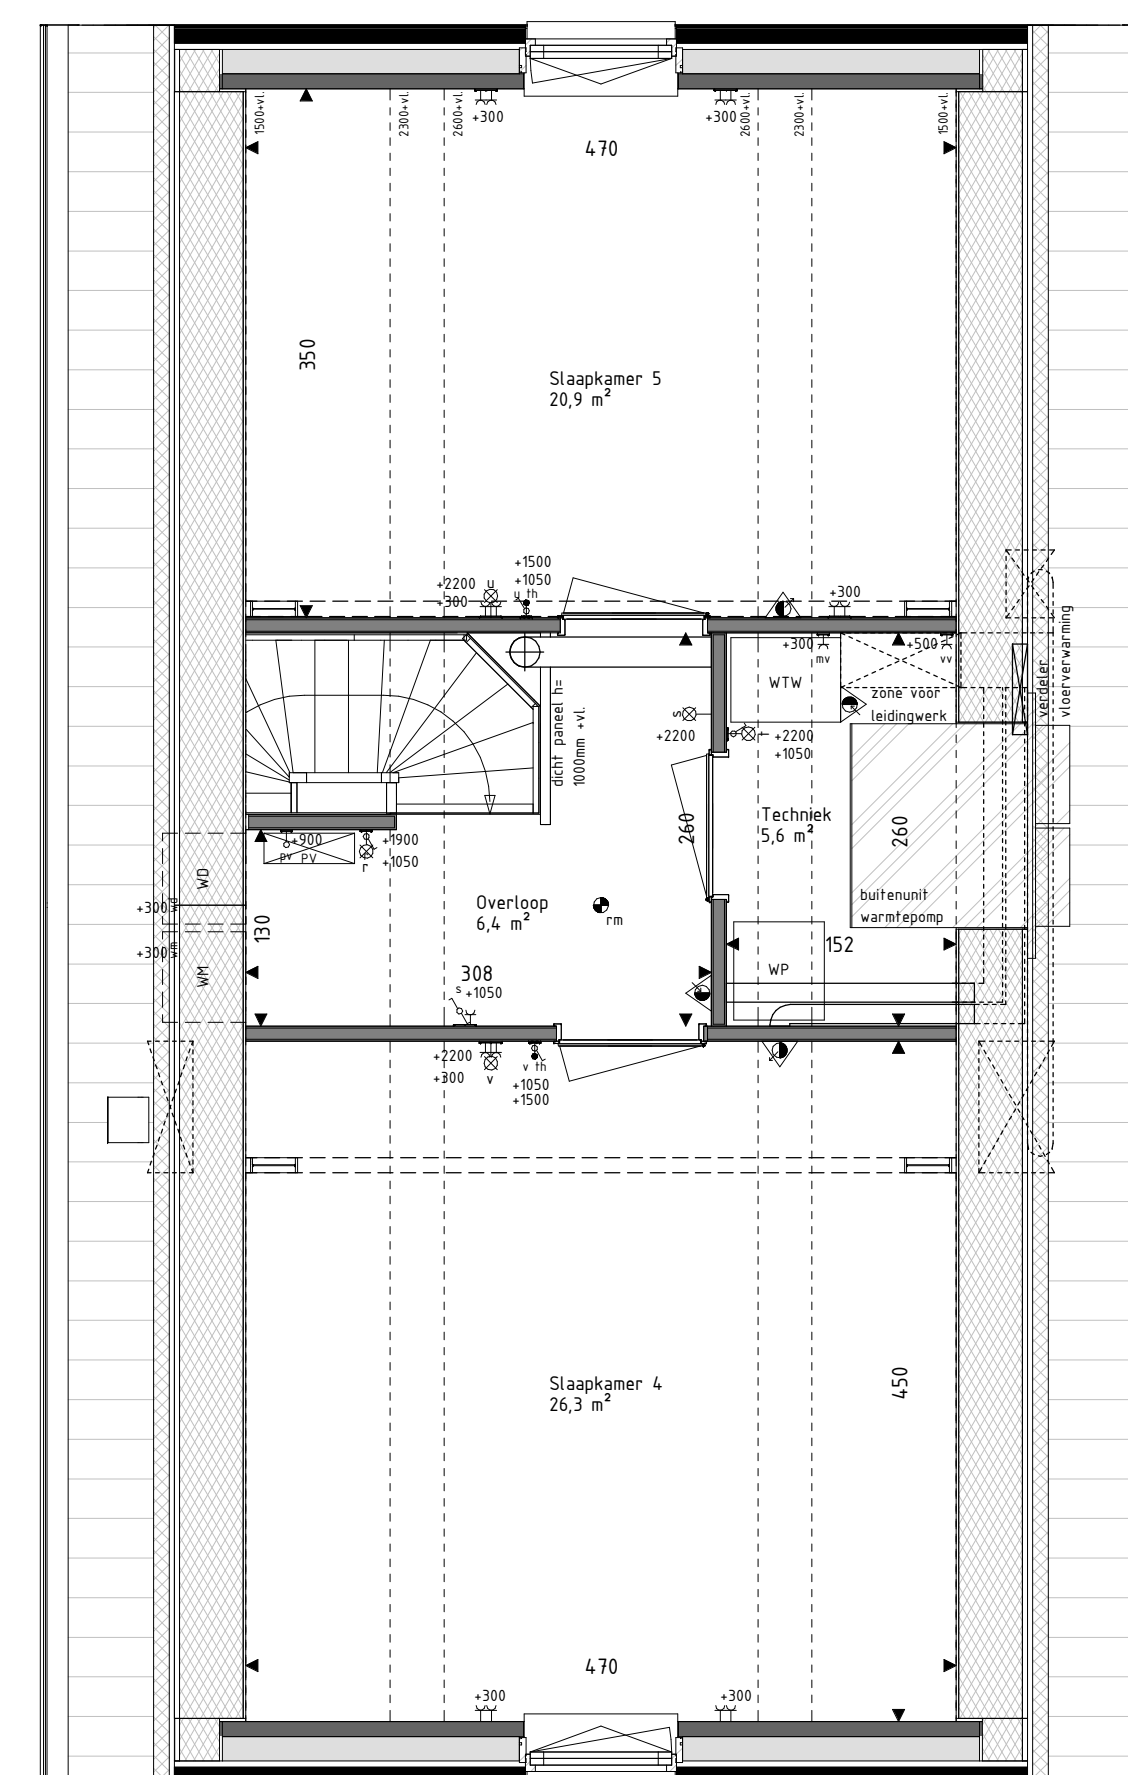 1500+vl.
2300+vl.
2600+vl.
+300
+300
2600+vl.
2300+vl.
1500+vl.
470
350
Slaapkamer 5
20,9 m²
+1500
+2200 u
+1050
+300
y th
+300
+300
mv
+500
vv
WTW
zone voor
leidingwerk
verdeler
vloerverwarming
s
+2200
+2200
+1050
dicht paneel h=
1000mm +vl.
260
Techniek
5,6 m²
260
+900
pv PV
+1900
+1050
r
WD
+300 wd
130
Overloop
6,4 m²
rm
buitenunit
warmtepomp
+300 wm
WM
308
s +1050
152
WP
+2200
+300
v
v th
+1050
+1500
Slaapkamer 4
26,3 m²
450
470
+300
+300